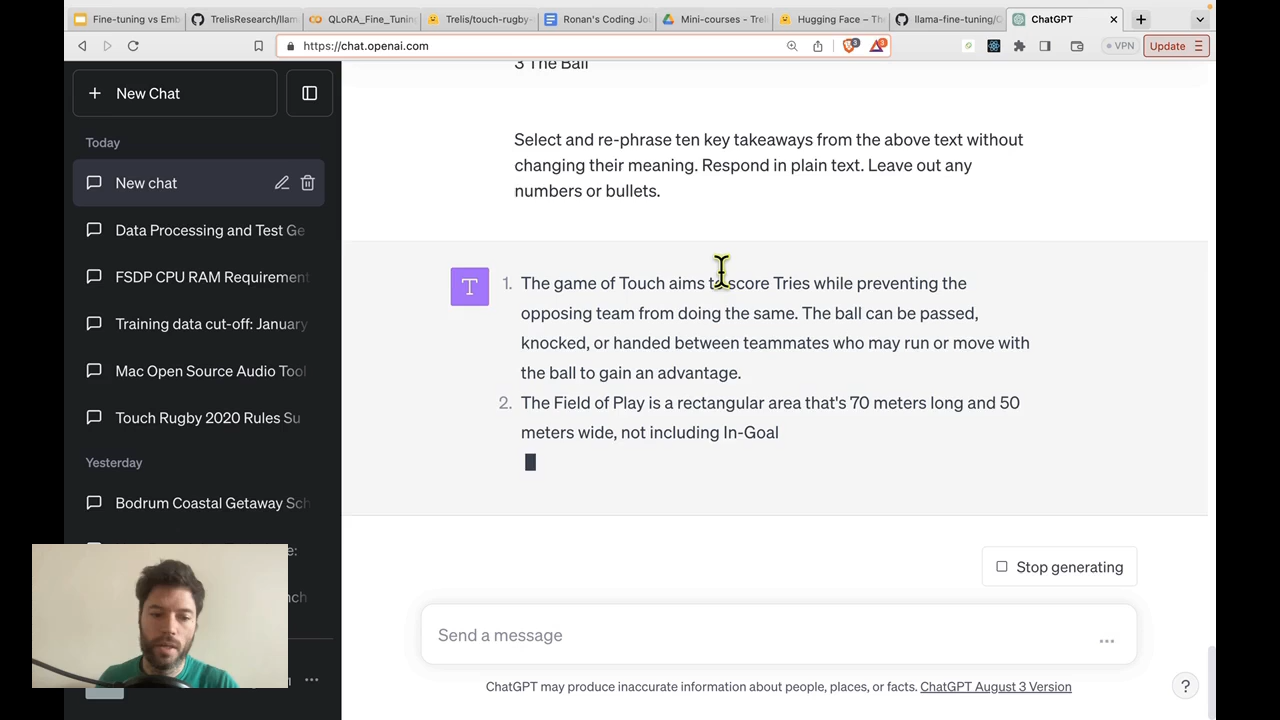 Fine-tuning vs Emb
TrelisResearch/llam
QLoRA_Fine_Tunin
Trelis/touch-rugby-
Ronan's Coding Jo
Mini-courses – Trel
Hugging Face – The
llama-fine-tuning/Q
ChatGPT
https://chat.openai.com
VPN
Update
New Chat
Today
New chat
Data Processing and Test Ge
FSDP CPU RAM Requirement
Training data cut-off: January
Mac Open Source Audio Tool
Touch Rugby 2020 Rules Su
Yesterday
Bodrum Coastal Getaway Sch
3 The Ball
Select and re-phrase ten key takeaways from the above text without
changing their meaning. Respond in plain text. Leave out any
numbers or bullets.
T
1. The game of Touch aims to score Tries while preventing the
opposing team from doing the same. The ball can be passed,
knocked, or handed between teammates who may run or move with
the ball to gain an advantage.
2. The Field of Play is a rectangular area that's 70 meters long and 50
meters wide, not including In-Goal
Stop generating
Send a message
ChatGPT may produce inaccurate information about people, places, or facts. ChatGPT August 3 Version
?